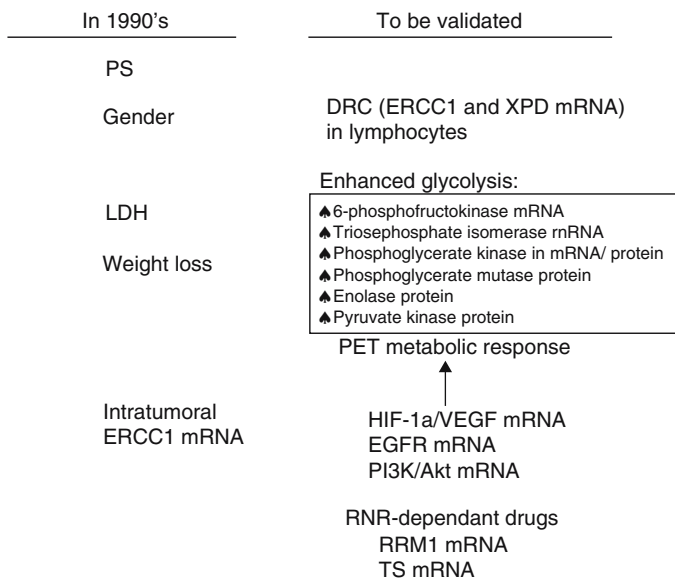 In 1990's
To be validated
PS
Gender
DRC (ERCC1 and XPD mRNA)
in lymphocytes
Enhanced glycolysis:
LDH
Weight loss
♠6-phosphofructokinase mRNA
♠Triosephosphate isomerase rnRNA
♠Phosphoglycerate kinase in mRNA/ protein
♠Phosphoglycerate mutase protein
♠Enolase protein
♠Pyruvate kinase protein
PET metabolic response
Intratumoral
ERCC1 mRNA
HIF-1a/VEGF mRNA
EGFR mRNA
PI3K/Akt mRNA
RNR-dependant drugs
RRM1 mRNA
TS mRNA